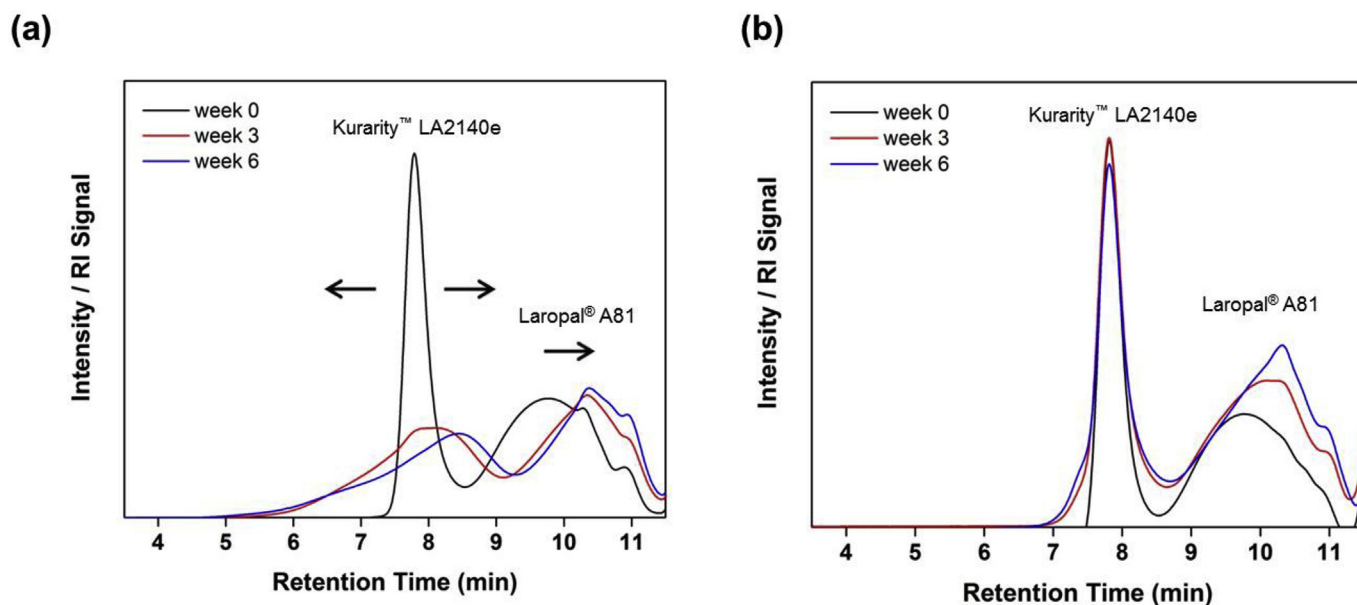 (a)
week 0
week 3
week 6
Kurarity™ LA2140e
Laropal® A81
Intensity / RI Signal
4 5 6 7 8 9 10 11
Retention Time (min)
(b)
week 0
week 3
week 6
Kurarity™ LA2140e
Laropal® A81
Intensity / RI Signal
4 5 6 7 8 9 10 11
Retention Time (min)